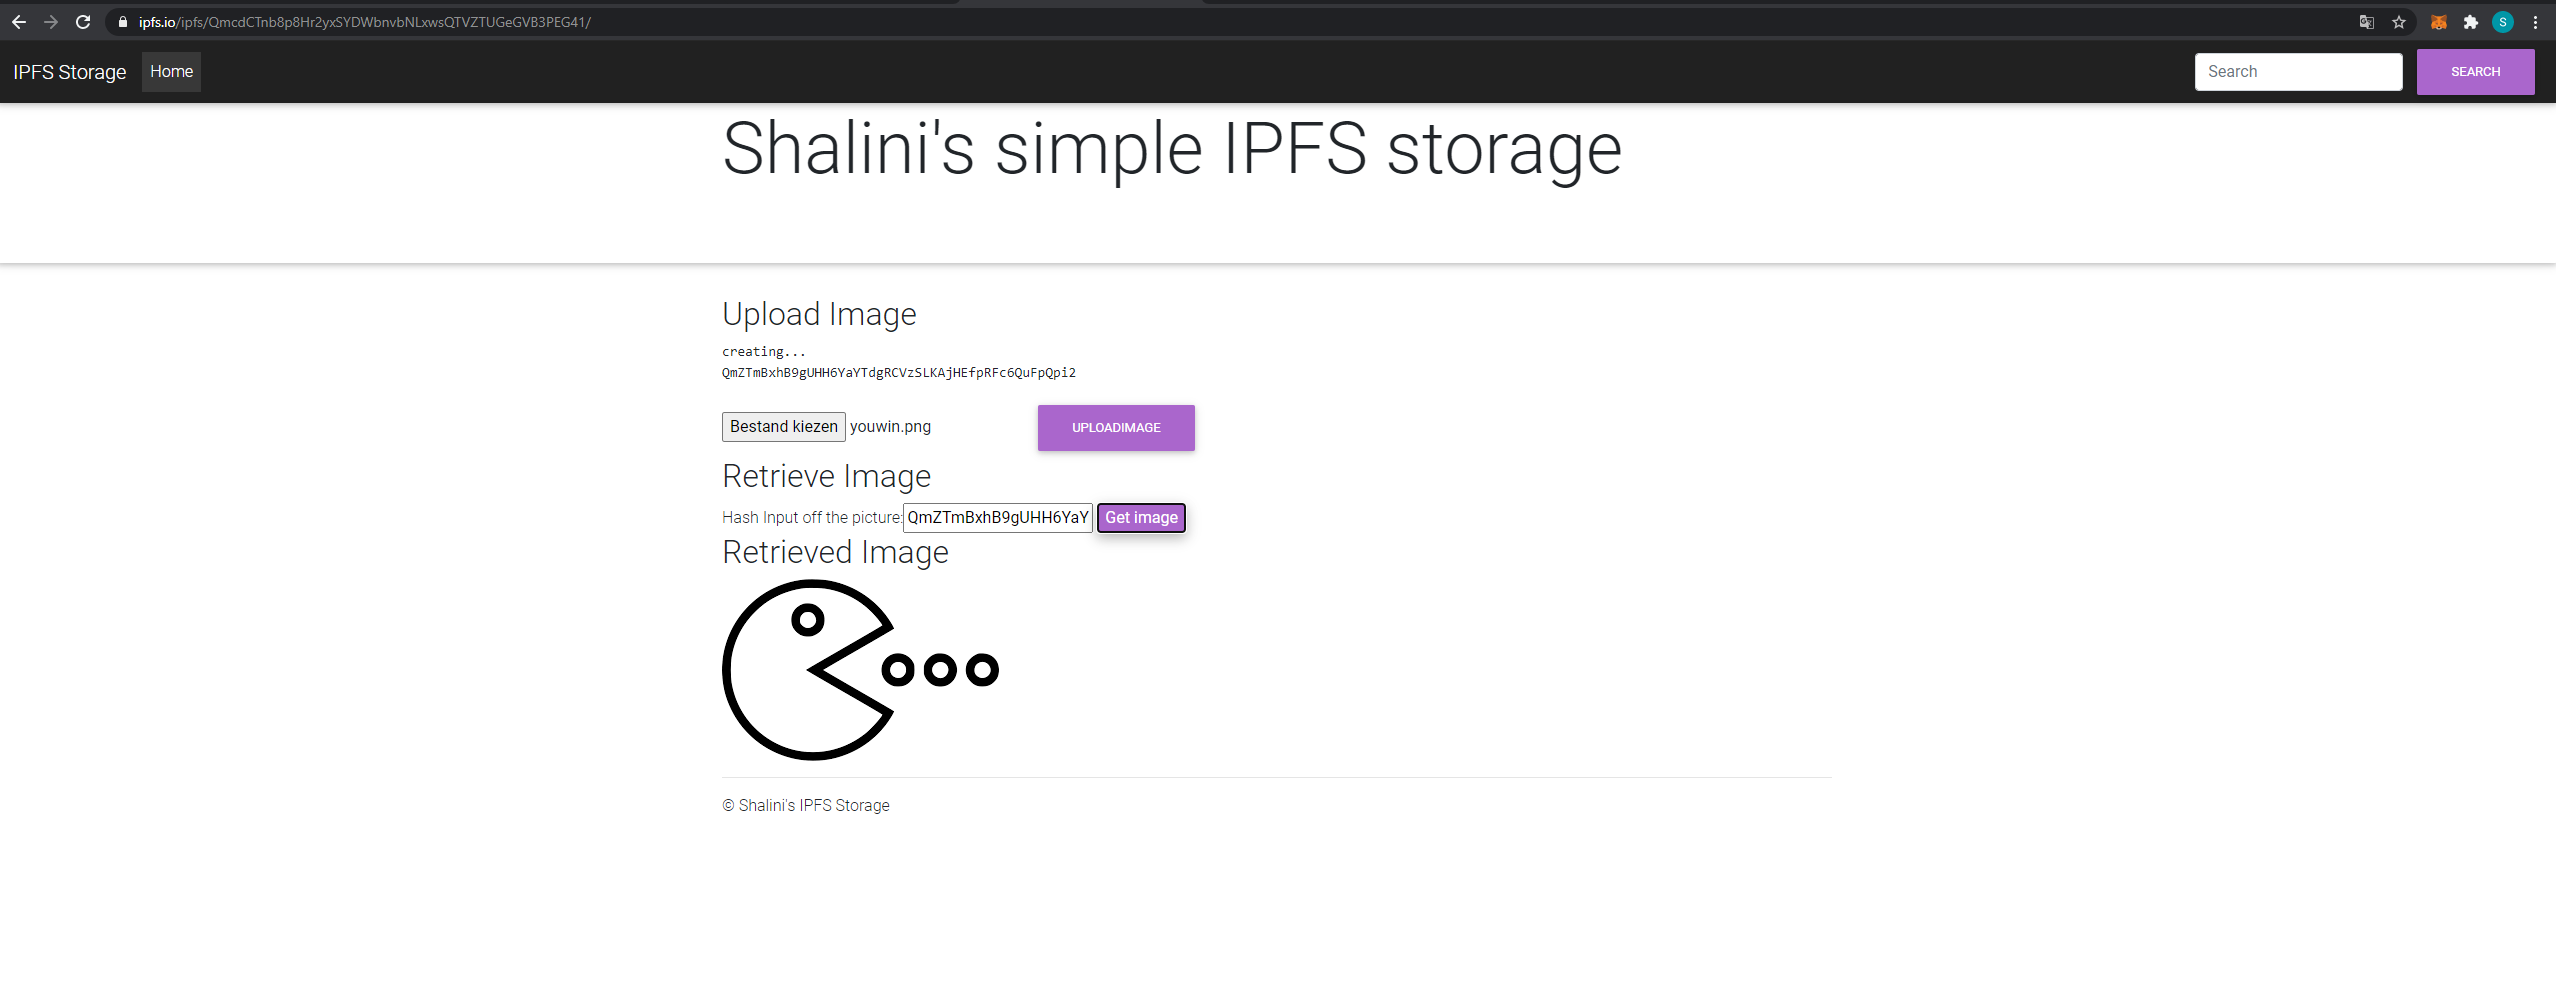 ipfs.io/ipfs/QmcdCTnb8p8Hr2yxSYDWbnvbNLxwsQTVZTUGeGVB3PEG41/
S
IPFS Storage Home Search SEARCH
Shalini's simple IPFS storage
Upload Image
creating...
QmZTmBxhB9gUHH6YaYTdgRCVzSLKAjHEfpRFc6QuFpQpi2
Bestand kiezen youwin.png UPLOADIMAGE
Retrieve Image
Hash Input off the picture: QmZTmBxhB9gUHH6YaY Get image
Retrieved Image
© Shalini's IPFS Storage